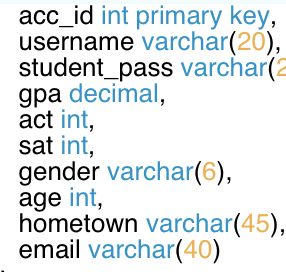 acc_id int primary key,
username varchar(20),
student_pass varchar(2
gpa decimal,
act int,
sat int,
gender varchar(6),
age int,
hometown varchar(45),
email varchar(40)